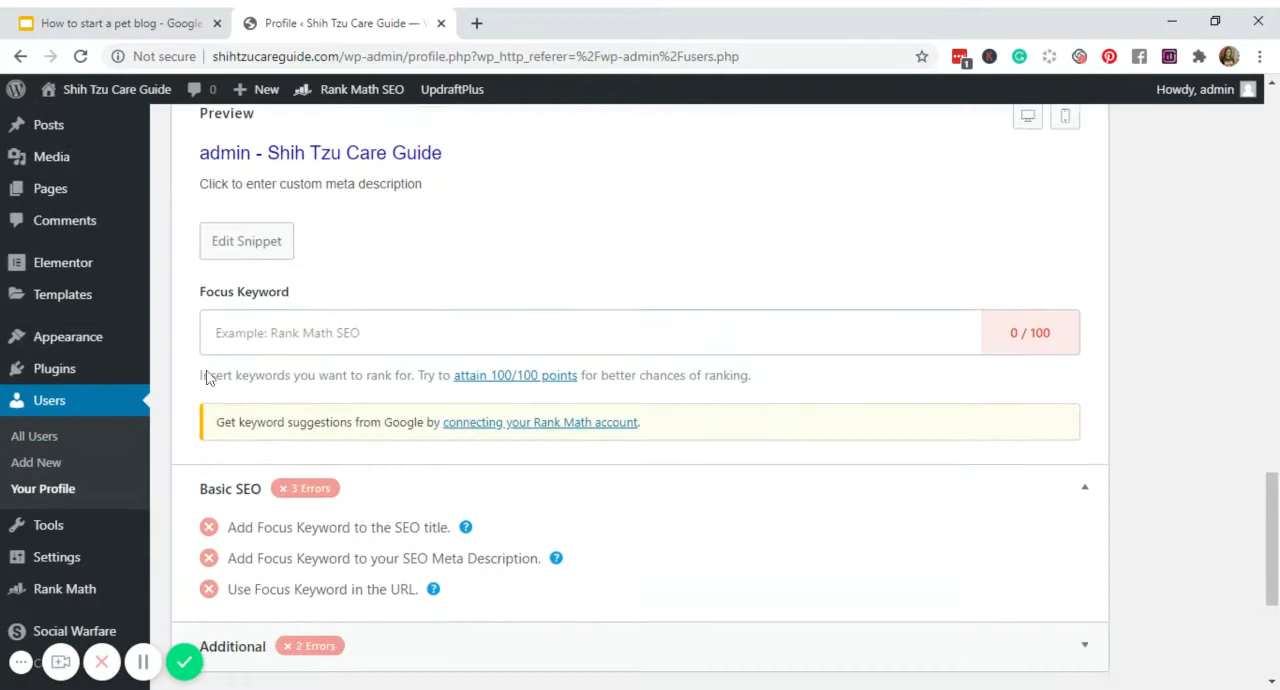 How to start a pet blog - Google
Profile ‹ Shih Tzu Care Guide —
Not secure
shihtzucareguide.com/wp-admin/profile.php?wp_http_referer=%2Fwp-admin%2Fusers.php
1
Shih Tzu Care Guide
0
New
Rank Math SEO
UpdraftPlus
Howdy, admin
Posts
Media
Pages
Comments
Elementor
Templates
Appearance
Plugins
Users
All Users
Add New
Your Profile
Tools
Settings
Rank Math
Social Warfare
Preview
admin - Shih Tzu Care Guide
Click to enter custom meta description
Edit Snippet
Focus Keyword
Example: Rank Math SEO
0 / 100
Insert keywords you want to rank for. Try to attain 100/100 points for better chances of ranking.
Get keyword suggestions from Google by connecting your Rank Math account.
Basic SEO
× 3 Errors
Add Focus Keyword to the SEO title. ?
Add Focus Keyword to your SEO Meta Description. ?
Use Focus Keyword in the URL. ?
Additional
× 2 Errors